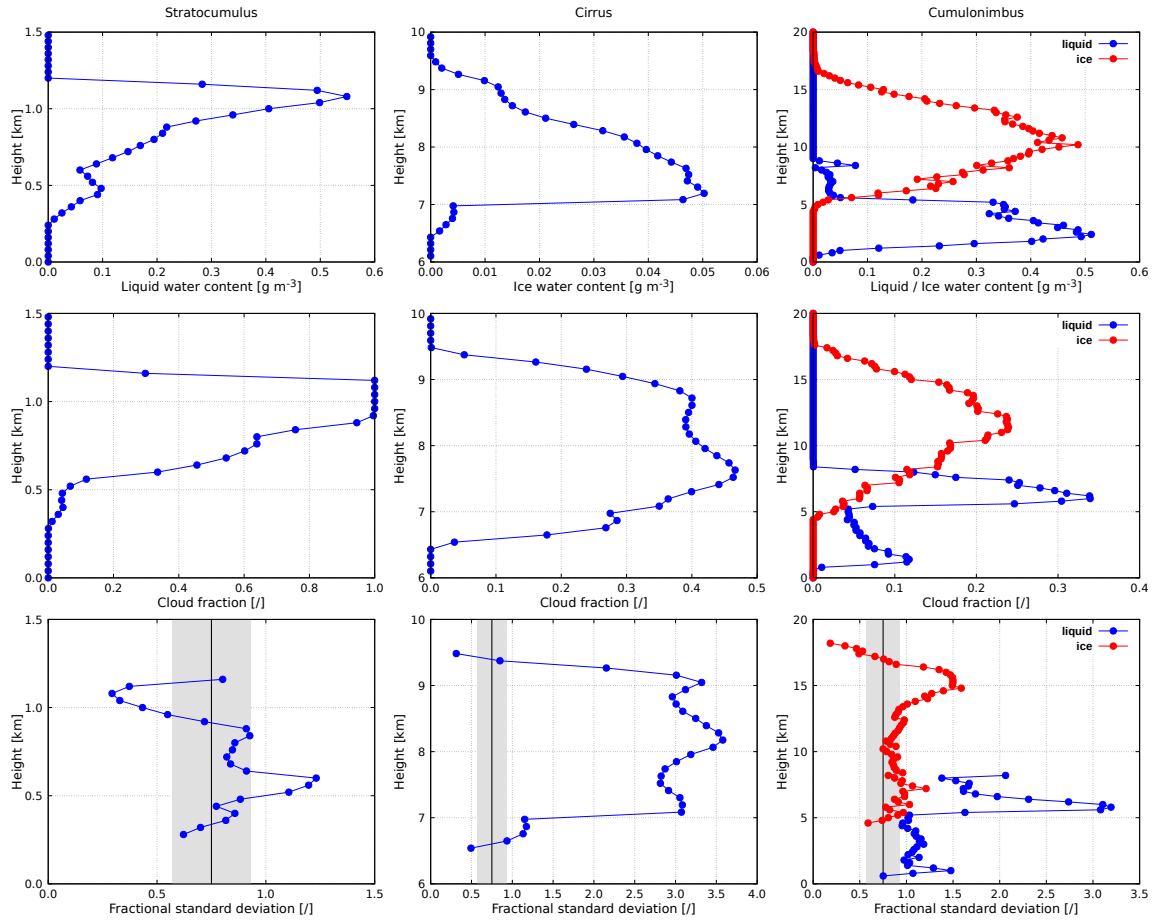 Stratocumulus
Cirrus
Cumulonimbus
1.5
1.0
0.5
0.0
Height [km]
0.0 0.1 0.2 0.3 0.4 0.5 0.6
Liquid water content [g m-3]
10
9
8
7
6
Height [km]
0.00 0.01 0.02 0.03 0.04 0.05 0.06
Ice water content [g m-3]
20
15
10
5
0
Height [km]
liquid
ice
0.0 0.1 0.2 0.3 0.4 0.5 0.6
Liquid / Ice water content [g m-3]
1.5
1.0
0.5
0.0
Height [km]
0.0 0.2 0.4 0.6 0.8 1.0
Cloud fraction [/]
10
9
8
7
6
Height [km]
0.0 0.1 0.2 0.3 0.4 0.5
Cloud fraction [/]
20
15
10
5
0
Height [km]
liquid
ice
0.0 0.1 0.2 0.3 0.4
Cloud fraction [/]
1.5
1.0
0.5
0.0
Height [km]
0.0 0.5 1.0 1.5
Fractional standard deviation [/]
10
9
8
7
6
Height [km]
0.0 0.5 1.0 1.5 2.0 2.5 3.0 3.5 4.0
Fractional standard deviation [/]
20
15
10
5
0
Height [km]
liquid
ice
0.0 0.5 1.0 1.5 2.0 2.5 3.0 3.5
Fractional standard deviation [/]